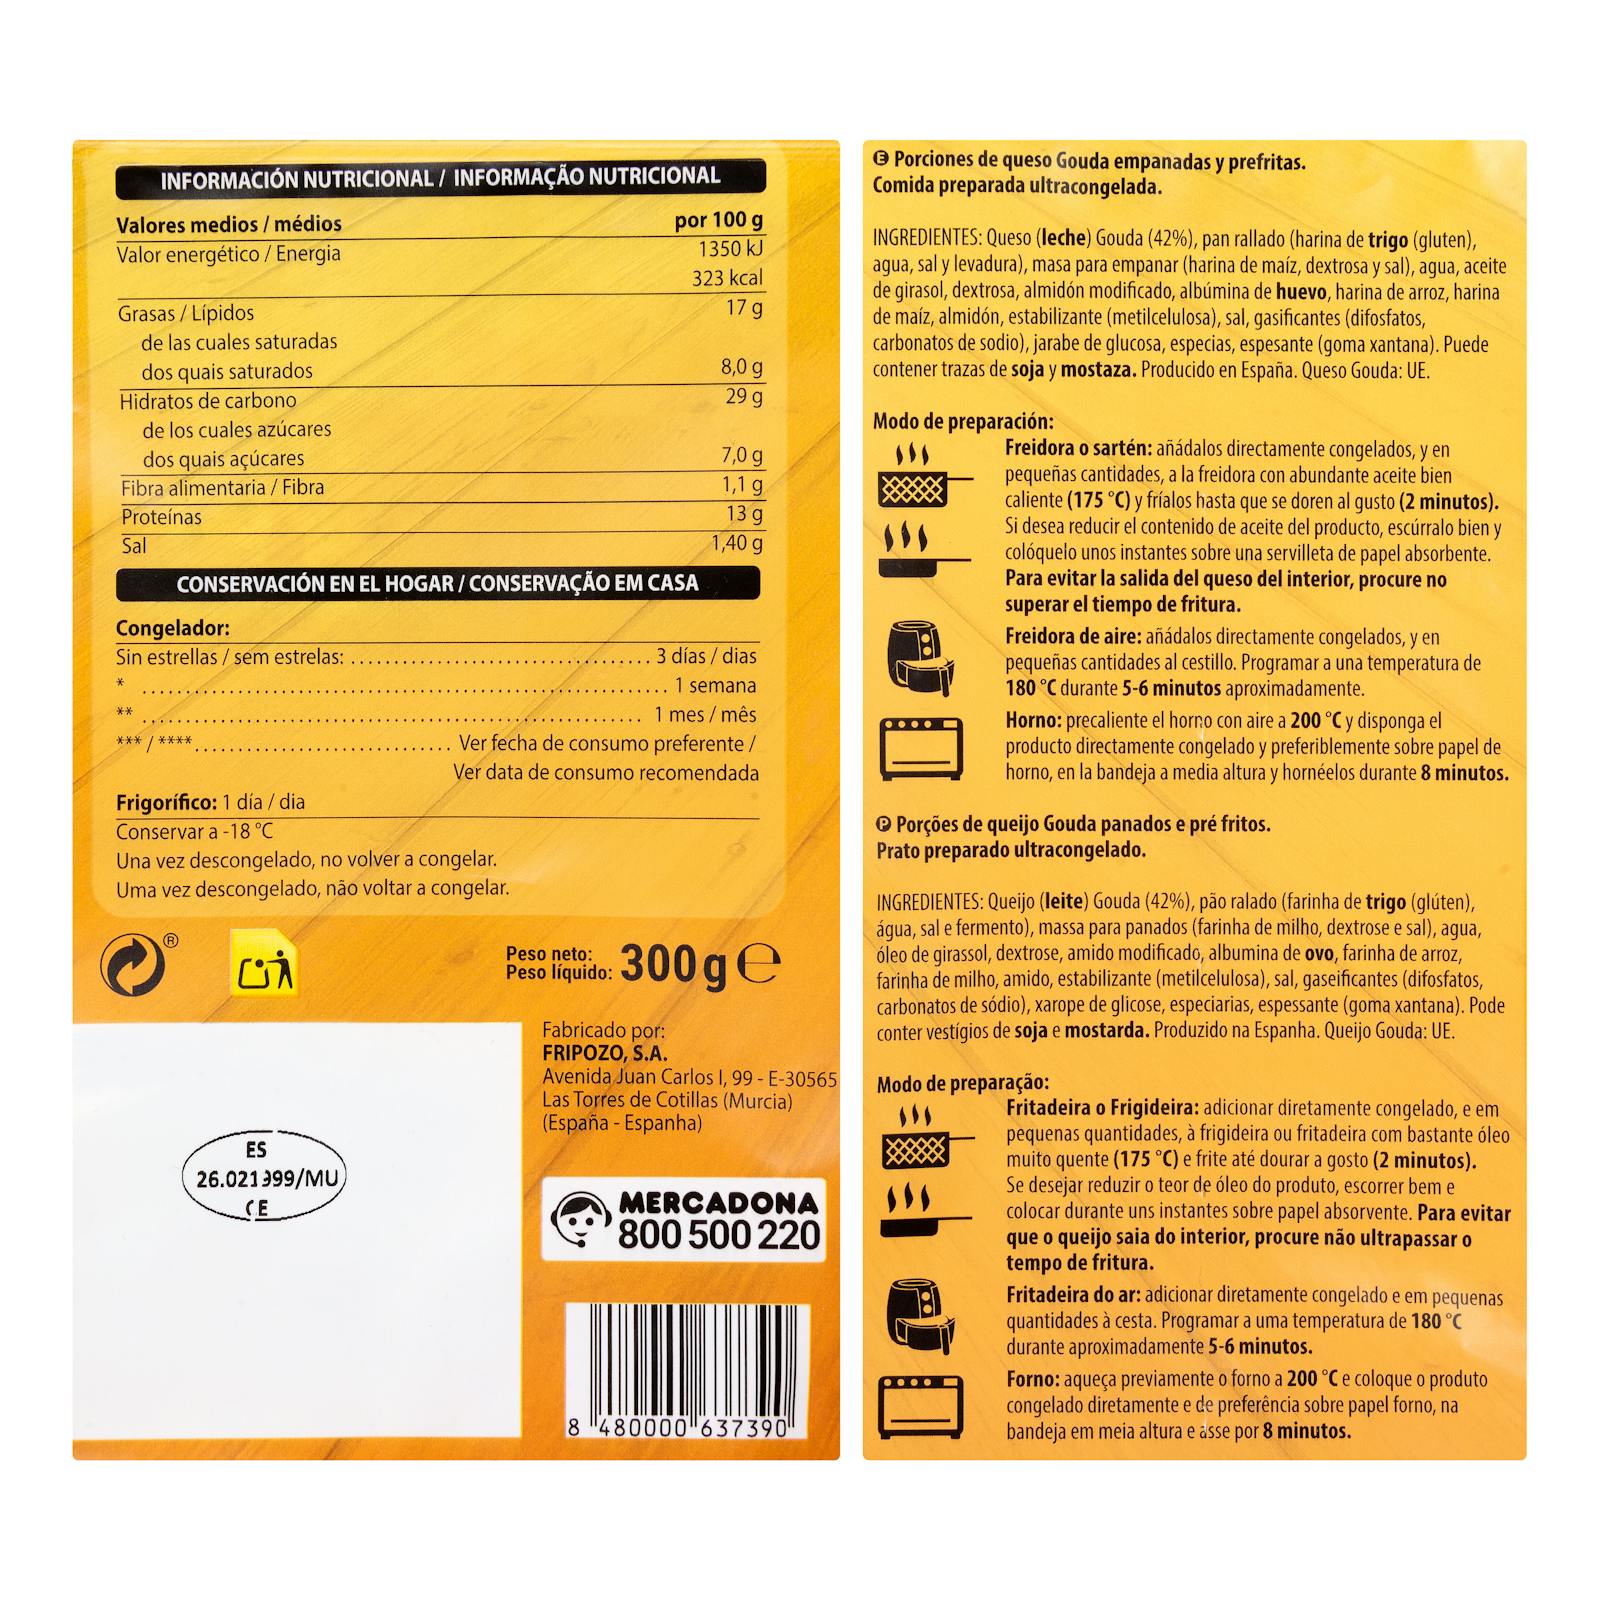 INFORMACIÓN NUTRICIONAL / INFORMAÇÃO NUTRICIONAL
Valores medios / médios por 100 g
Valor energético / Energia 1350 kJ
323 kcal
Grasas / Lípidos 17 g
de las cuales saturadas
dos quais saturados 8,0 g
Hidratos de carbono 29 g
de los cuales azúcares
dos quais açúcares 7,0 g
Fibra alimentaria / Fibra 1,1 g
Proteínas 13 g
Sal 1,40 g
CONSERVACIÓN EN EL HOGAR / CONSERVAÇÃO EM CASA
Congelador:
Sin estrellas / sem estrelas: .................................. 3 días / dias
* .................................................... 1 semana
** .................................................. 1 mes / mês
*** / **** ........................... Ver fecha de consumo preferente /
Ver data de consumo recomendada
Frigorífico: 1 día / dia
Conservar a -18 °C
Una vez descongelado, no volver a congelar.
Uma vez descongelado, não voltar a congelar.
®
Peso neto:
Peso líquido: 300 g ℮
Fabricado por:
FRIPOZO, S.A.
Avenida Juan Carlos I, 99 - E-30565
Las Torres de Cotillas (Murcia)
(España - Espanha)
ES
26.021399/MU
CE
MERCADONA
800 500 220
8 480000 637390
E Porciones de queso Gouda empanadas y prefritas.
Comida preparada ultracongelada.
INGREDIENTES: Queso (leche) Gouda (42%), pan rallado (harina de trigo (gluten),
agua, sal y levadura), masa para empanar (harina de maíz, dextrosa y sal), agua, aceite
de girasol, dextrosa, almidón modificado, albúmina de huevo, harina de arroz, harina
de maíz, almidón, estabilizante (metilcelulosa), sal, gasificantes (difosfatos,
carbonatos de sodio), jarabe de glucosa, especias, espesante (goma xantana). Puede
contener trazas de soja y mostaza. Producido en España. Queso Gouda: UE.
Modo de preparación:
Freidora o sartén: añádalos directamente congelados, y en
pequeñas cantidades, a la freidora con abundante aceite bien
caliente (175 °C) y fríalos hasta que se doren al gusto (2 minutos).
Si desea reducir el contenido de aceite del producto, escúrralo bien y
colóquelo unos instantes sobre una servilleta de papel absorbente.
Para evitar la salida del queso del interior, procure no
superar el tiempo de fritura.
Freidora de aire: añádalos directamente congelados, y en
pequeñas cantidades al cestillo. Programar a una temperatura de
180 °C durante 5-6 minutos aproximadamente.
Horno: precaliente el horno con aire a 200 °C y disponga el
producto directamente congelado y preferiblemente sobre papel de
horno, en la bandeja a media altura y hornéelos durante 8 minutos.
P Porções de queijo Gouda panados e pré fritos.
Prato preparado ultracongelado.
INGREDIENTES: Queijo (leite) Gouda (42%), pão ralado (farinha de trigo (glúten),
água, sal e fermento), massa para panados (farinha de milho, dextrose e sal), agua,
óleo de girassol, dextrose, amido modificado, albumina de ovo, farinha de arroz,
farinha de milho, amido, estabilizante (metilcelulosa), sal, gaseificantes (difosfatos,
carbonatos de sódio), xarope de glicose, especiarias, espessante (goma xantana). Pode
conter vestígios de soja e mostarda. Produzido na Espanha. Queijo Gouda: UE.
Modo de preparação:
Fritadeira o Frigideira: adicionar diretamente congelado, e em
pequenas quantidades, à frigideira ou fritadeira com bastante óleo
muito quente (175 °C) e frite até dourar a gosto (2 minutos).
Se desejar reduzir o teor de óleo do produto, escorrer bem e
colocar durante uns instantes sobre papel absorvente. Para evitar
que o queijo saia do interior, procure não ultrapassar o
tempo de fritura.
Fritadeira do ar: adicionar diretamente congelado e em pequenas
quantidades à cesta. Programar a uma temperatura de 180 °C
durante aproximadamente 5-6 minutos.
Forno: aqueça previamente o forno a 200 °C e coloque o produto
congelado diretamente e de preferência sobre papel forno, na
bandeja em meia altura e asse por 8 minutos.